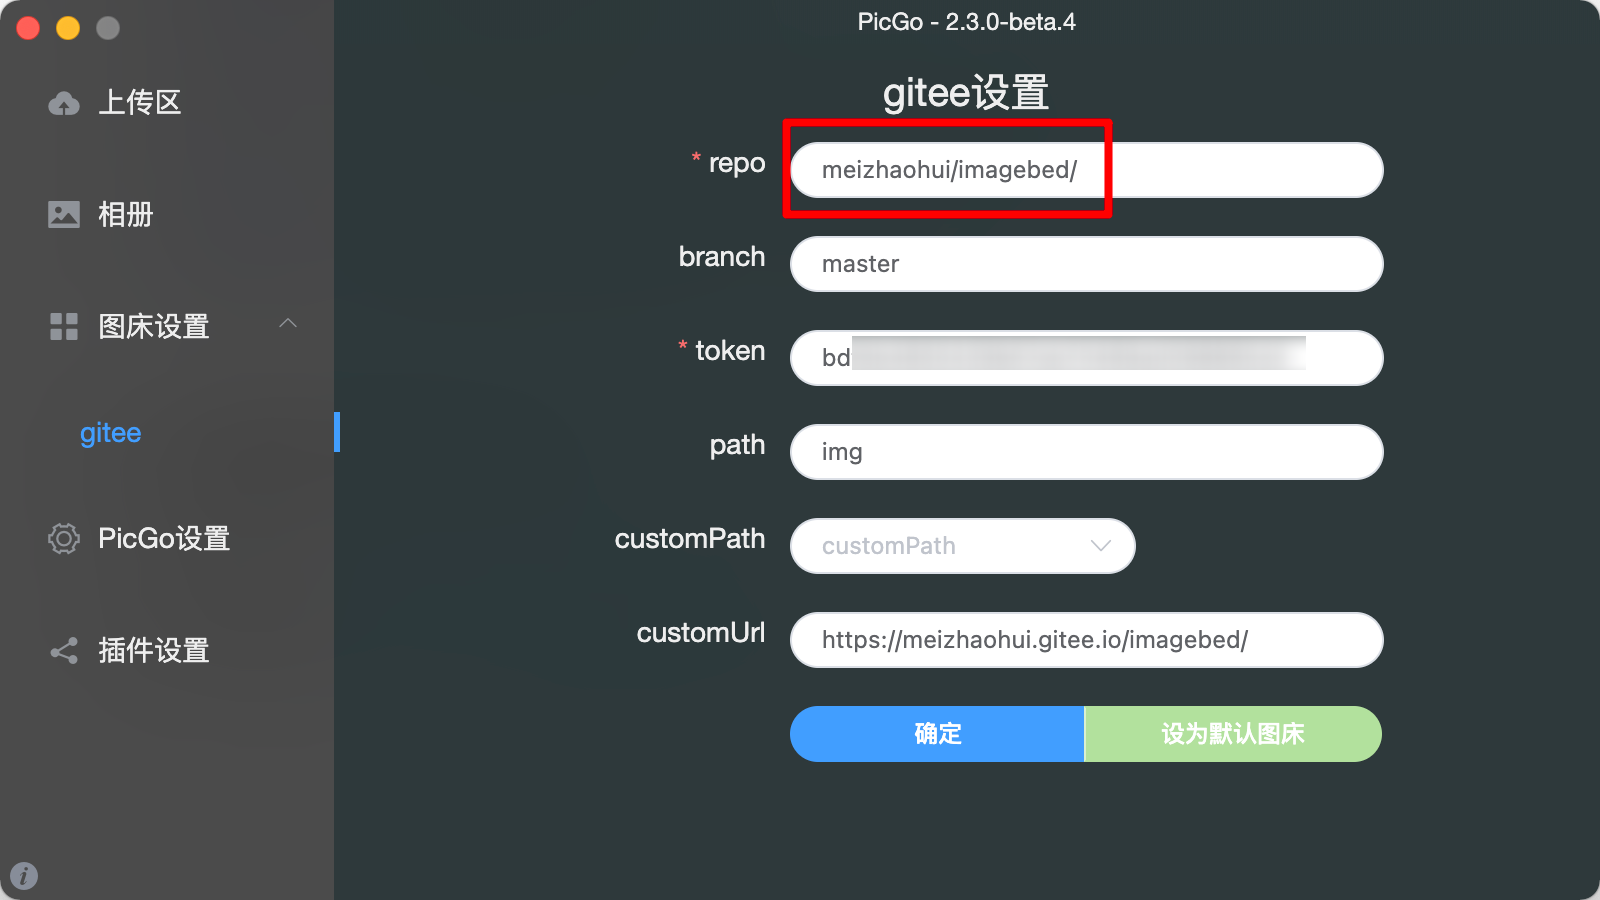 PicGo - 2.3.0-beta.4
上传区
相册
图床设置
gitee
PicGo设置
插件设置
gitee设置
* repo
meizhaohui/imagebed/
branch
master
* token
bd
path
img
customPath
customPath
customUrl
https://meizhaohui.gitee.io/imagebed/
确定
设为默认图床